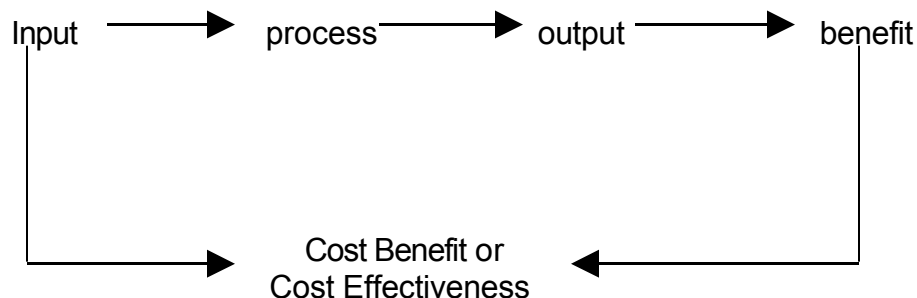 Input process output benefit
Cost Benefit or
Cost Effectiveness